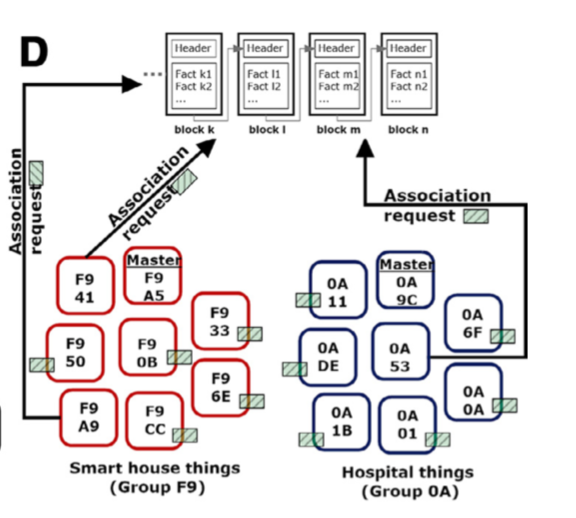 D
Header
Header
Header
Header
...
Fact k1
Fact k2
...
Fact l1
Fact l2
...
Fact m1
Fact m2
...
Fact n1
Fact n2
...
block k
block l
block m
block n
Association
request
Association
request
Association
request
F9
41
Master
F9
A5
F9
33
F9
50
F9
0B
F9
6E
F9
A9
F9
CC
Smart house things
(Group F9)
0A
11
Master
0A
9C
0A
6F
0A
DE
0A
53
0A
0A
0A
1B
0A
01
Hospital things
(Group 0A)